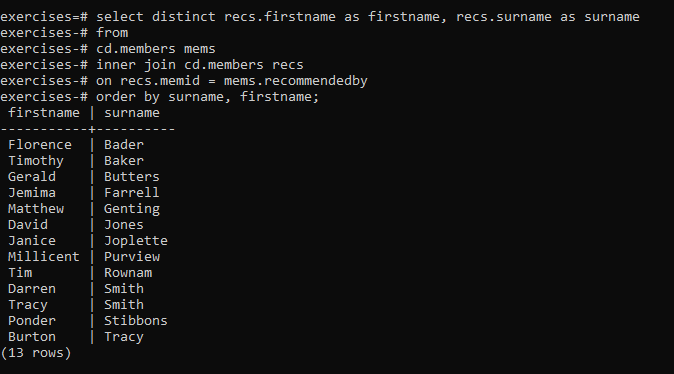 exercises=# select distinct recs.firstname as firstname, recs.surname as surname
exercises-# from
exercises-# cd.members mems
exercises-# inner join cd.members recs
exercises-# on recs.memid = mems.recommendedby
exercises-# order by surname, firstname;
 firstname | surname
-----------+----------
 Florence  | Bader
 Timothy   | Baker
 Gerald    | Butters
 Jemima    | Farrell
 Matthew   | Genting
 David     | Jones
 Janice    | Joplette
 Millicent | Purview
 Tim       | Rownam
 Darren    | Smith
 Tracy     | Smith
 Ponder    | Stibbons
 Burton    | Tracy
(13 rows)